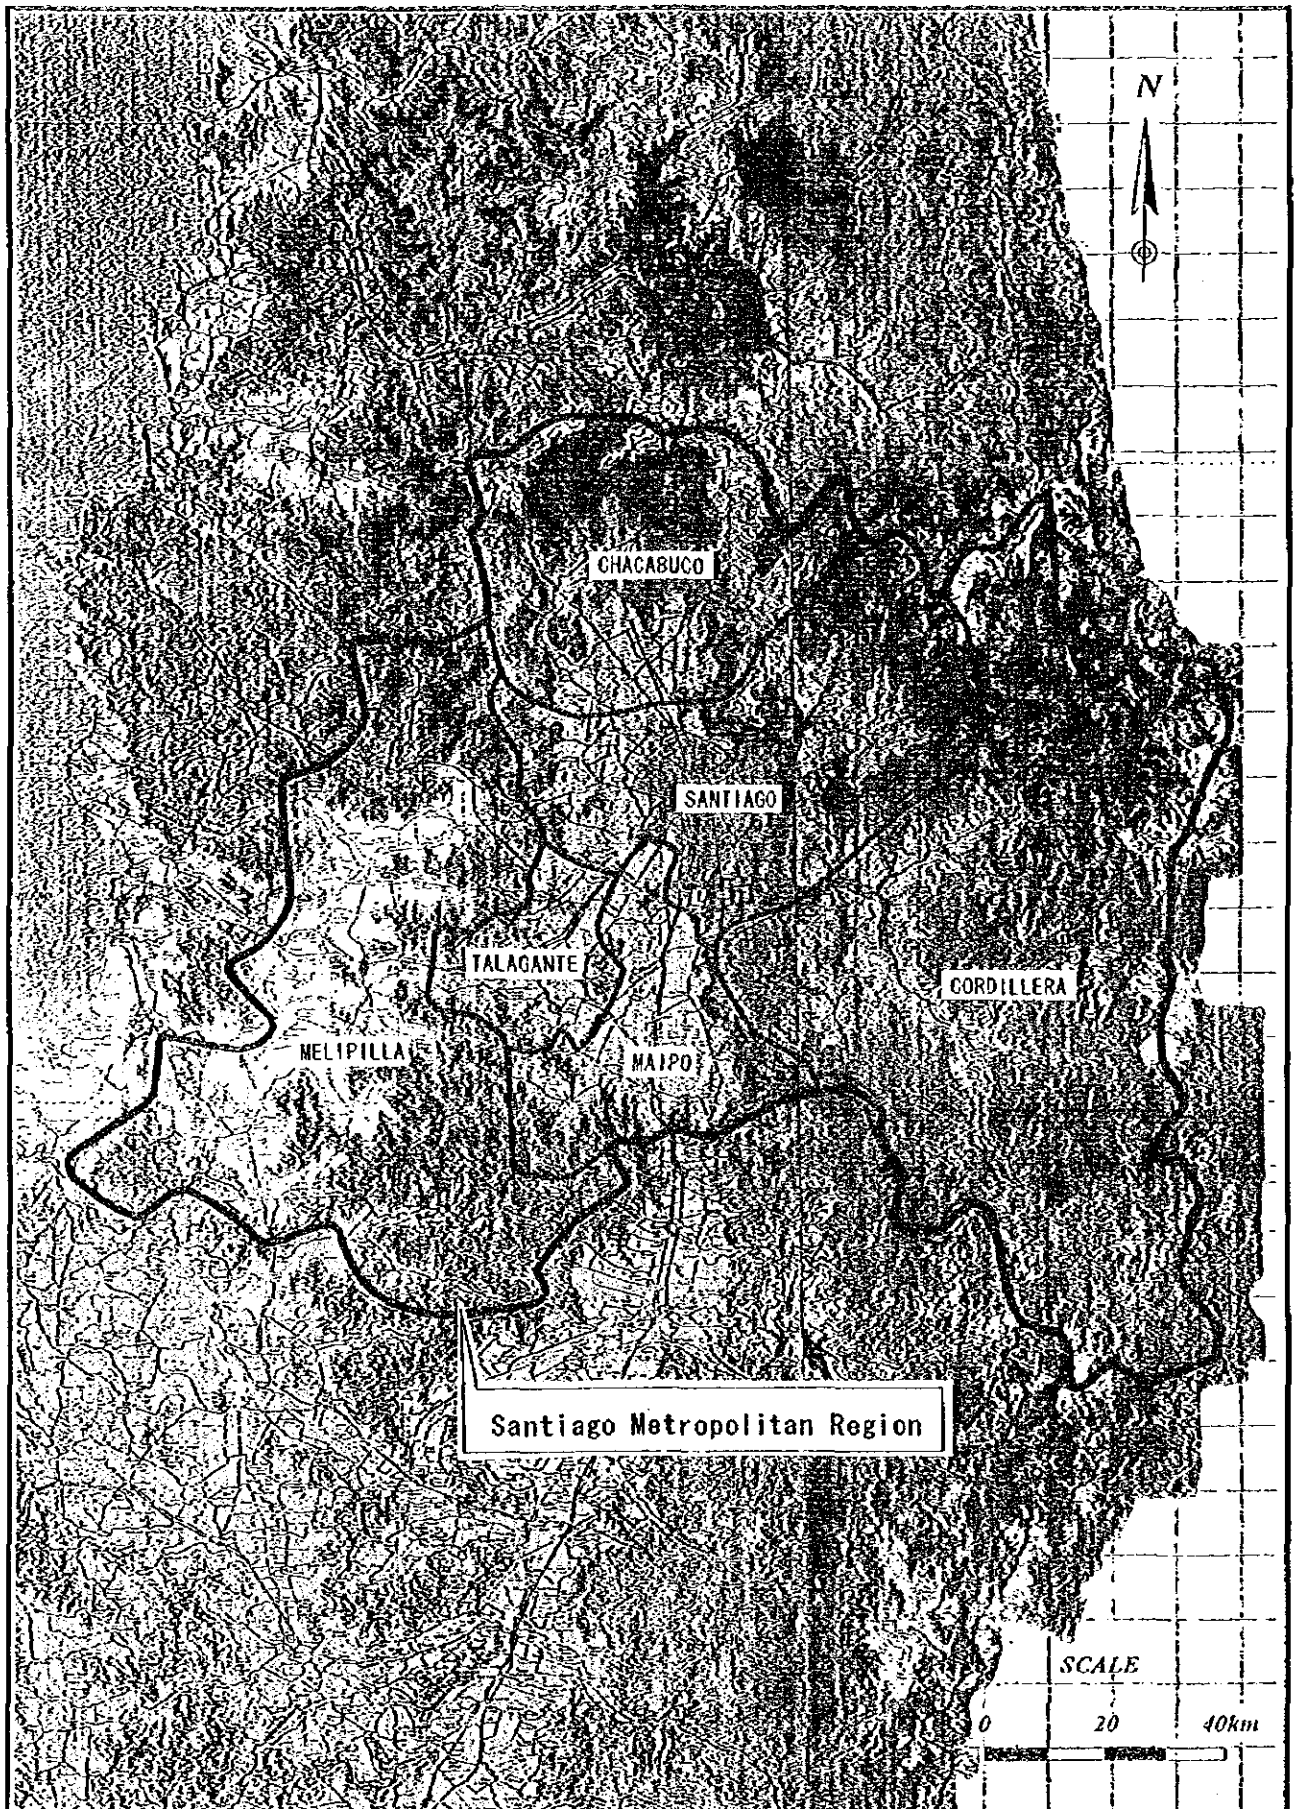 N
CHACABUCO
SANTIAGO
TALAGANTE
CORDILLERA
MELIPILLA
MAIPO
Santiago Metropolitan Region
SCALE
0 20 40km